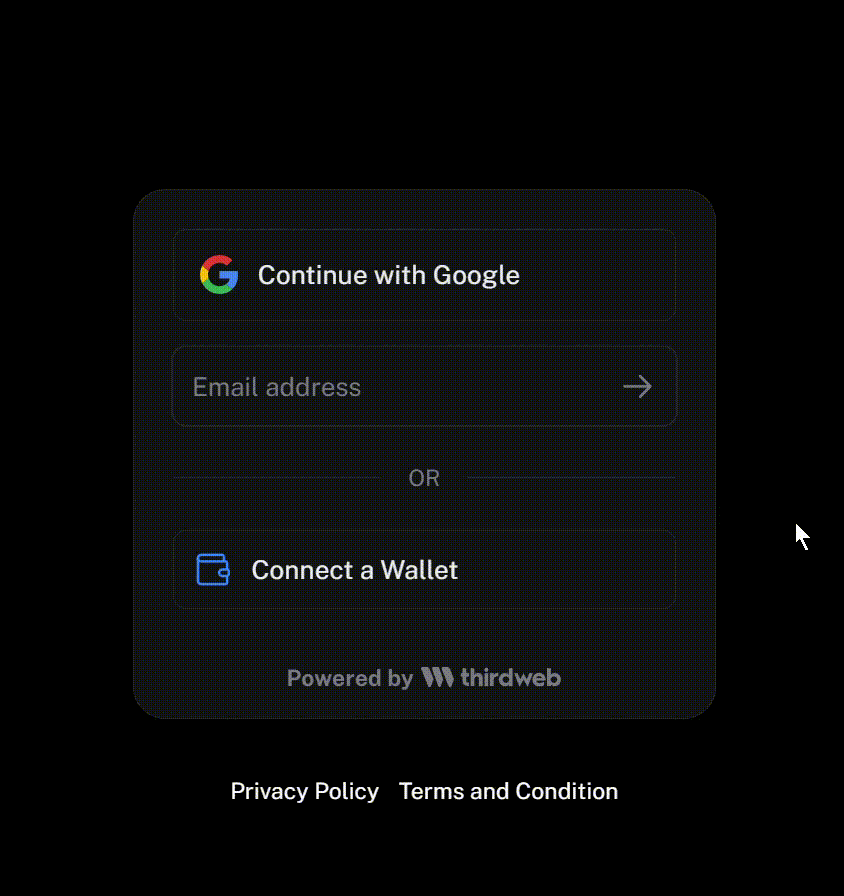 Continue with Google
Email address
OR
Connect a Wallet
Powered by thirdweb
Privacy Policy Terms and Condition